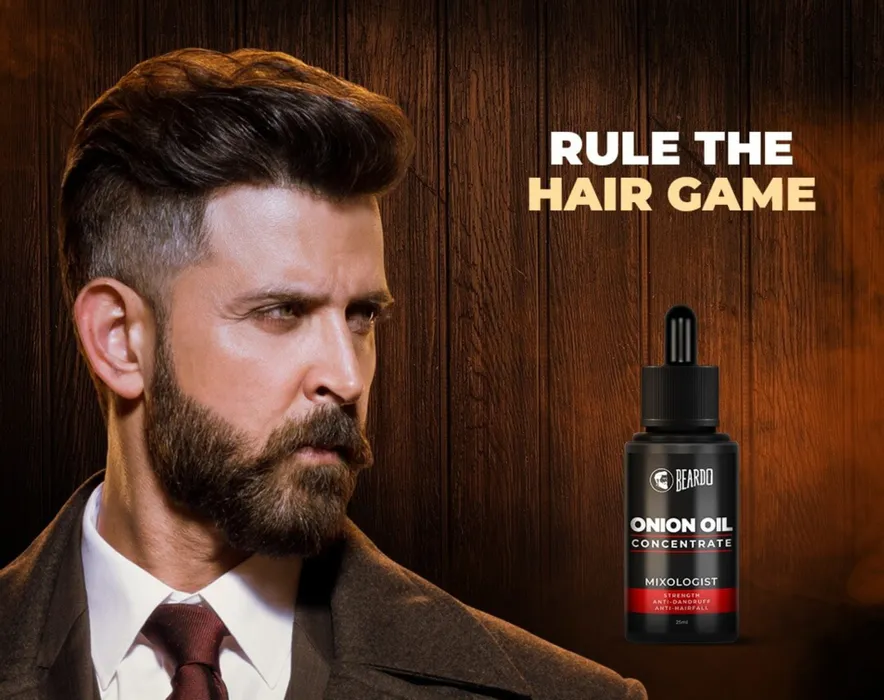 RULE THE
HAIR GAME
BEARDO
ONION OIL
CONCENTRATE
MIXOLOGIST
STRENGTH
ANTI-DANDRUFF
ANTI-HAIRFALL
25ml